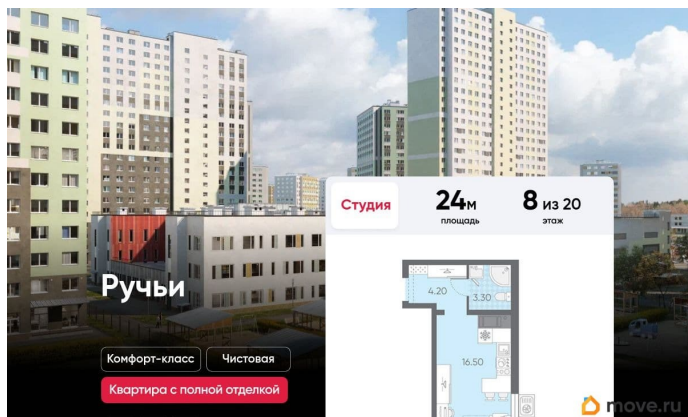 Студия
24м
площадь
8 из 20
этаж
4.20
3.30
16.50
Ручьи
Комфорт-класс
Чистовая
Квартира с полной отделкой
move.ru